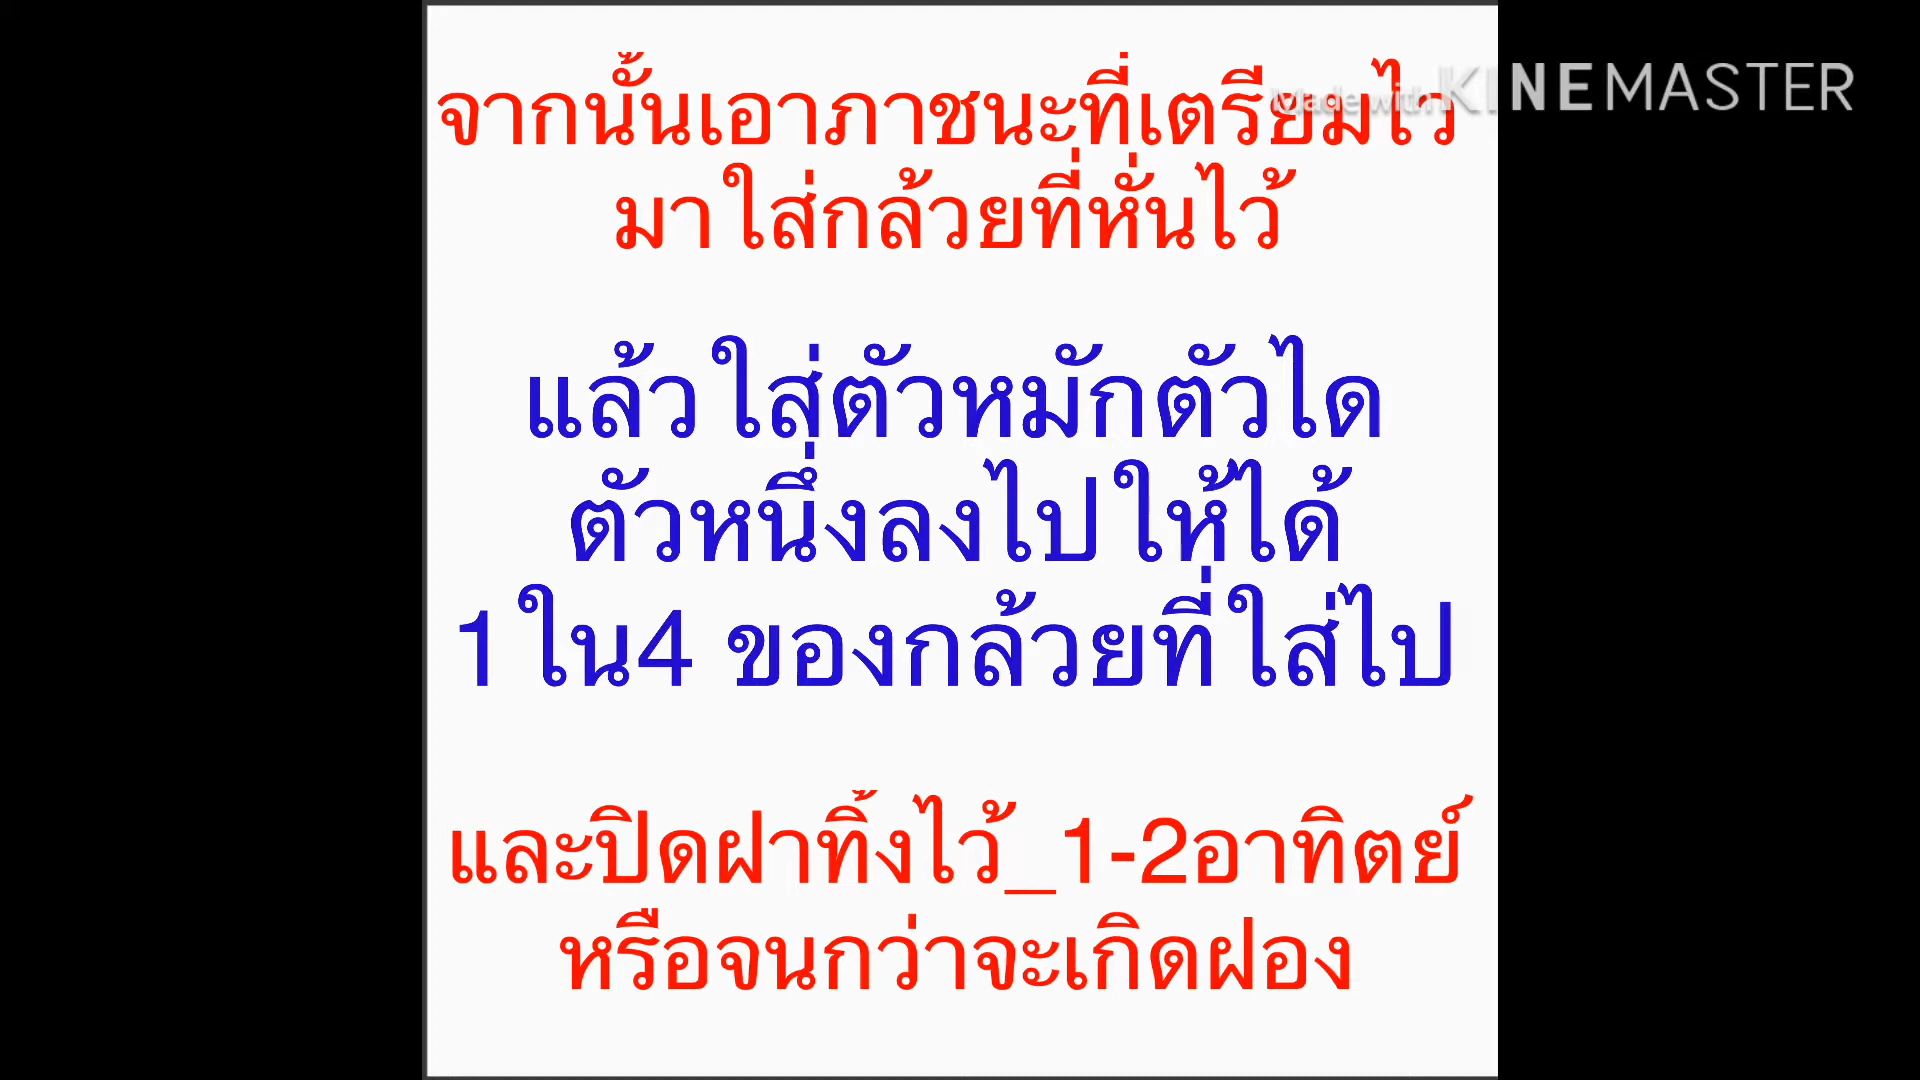 จากนั้นเอาภาชนะที่เตรียมไว
มาใส่กล้วยที่หั่นไว้
แล้วใส่ตัวหมักตัวได
ตัวหนึ่งลงไปให้ได้
1ใน4 ของกล้วยที่ใส่ไป
และปิดฝาทิ้งไว้_1-2อาทิตย์
หรือจนกว่าจะเกิดฝอง
Made with KINEMASTER